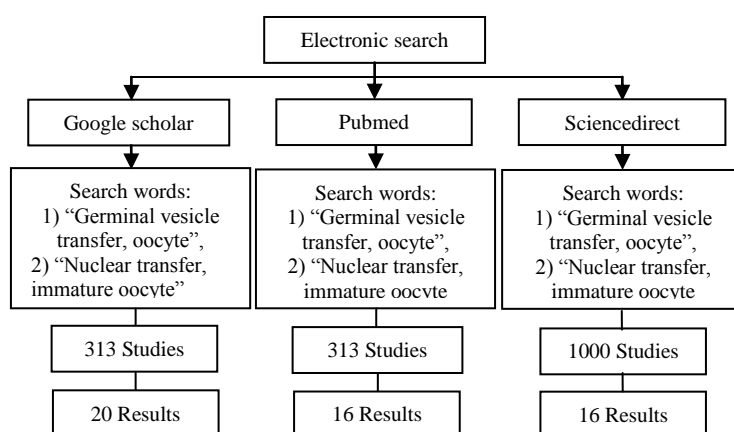 Electronic search
Google scholar
Pubmed
Sciencedirect
Search words:
1) “Germinal vesicle
transfer, oocyte”,
2) “Nuclear transfer,
immature oocyte”
Search words:
1) “Germinal vesicle
transfer, oocyte”,
2) “Nuclear transfer,
immature oocyte
Search words:
1) “Germinal vesicle
transfer, oocyte”,
2) “Nuclear transfer,
immature oocyte
313 Studies
313 Studies
1000 Studies
20 Results
16 Results
16 Results